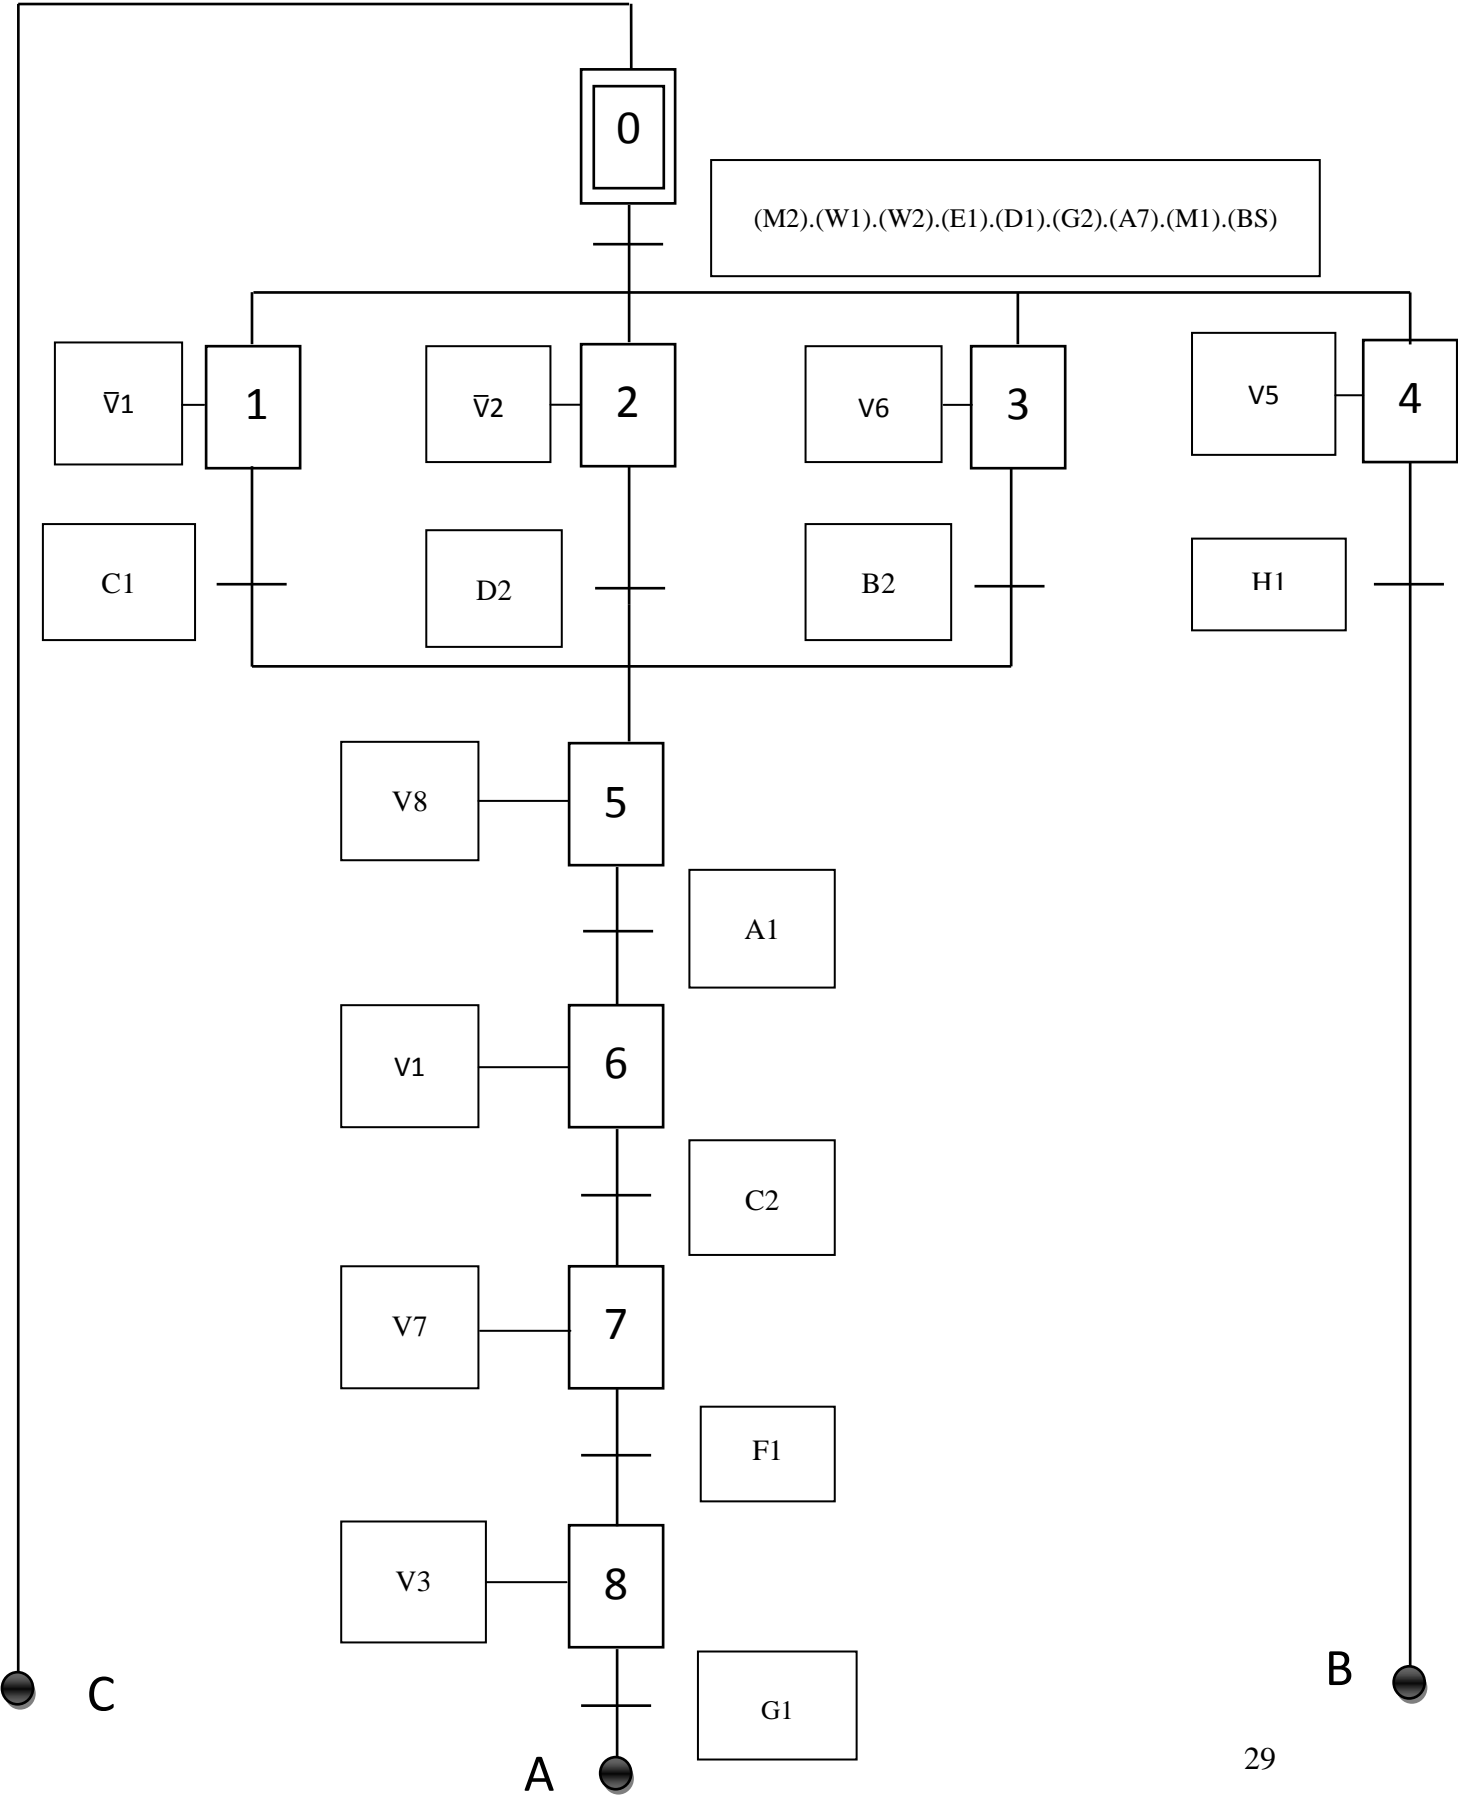 0
(M2).(W1).(W2).(E1).(D1).(G2).(A7).(M1).(BS)
V̅1
1
V̅2
2
V6
3
V5
4
C1
D2
B2
H1
V8
5
A1
V1
6
C2
V7
7
F1
V3
8
C
B
G1
A
29